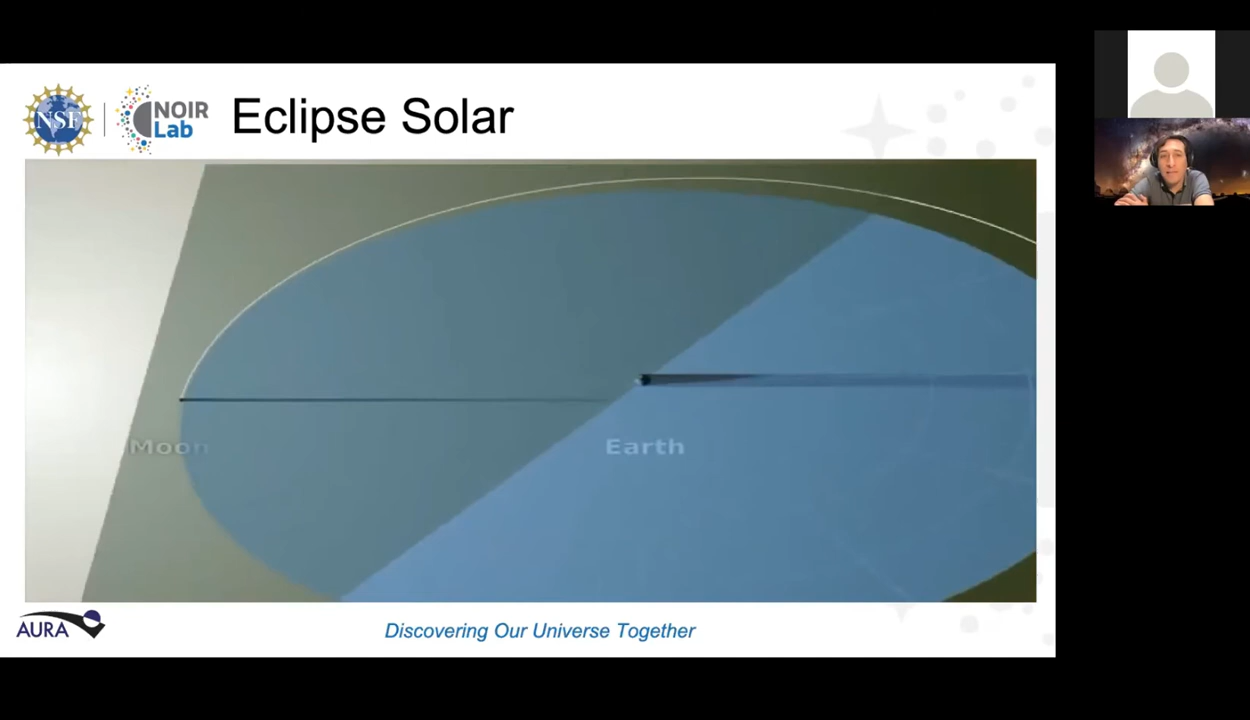 NSF
NOIR
Lab
Eclipse Solar
Moon
Earth
AURA
Discovering Our Universe Together